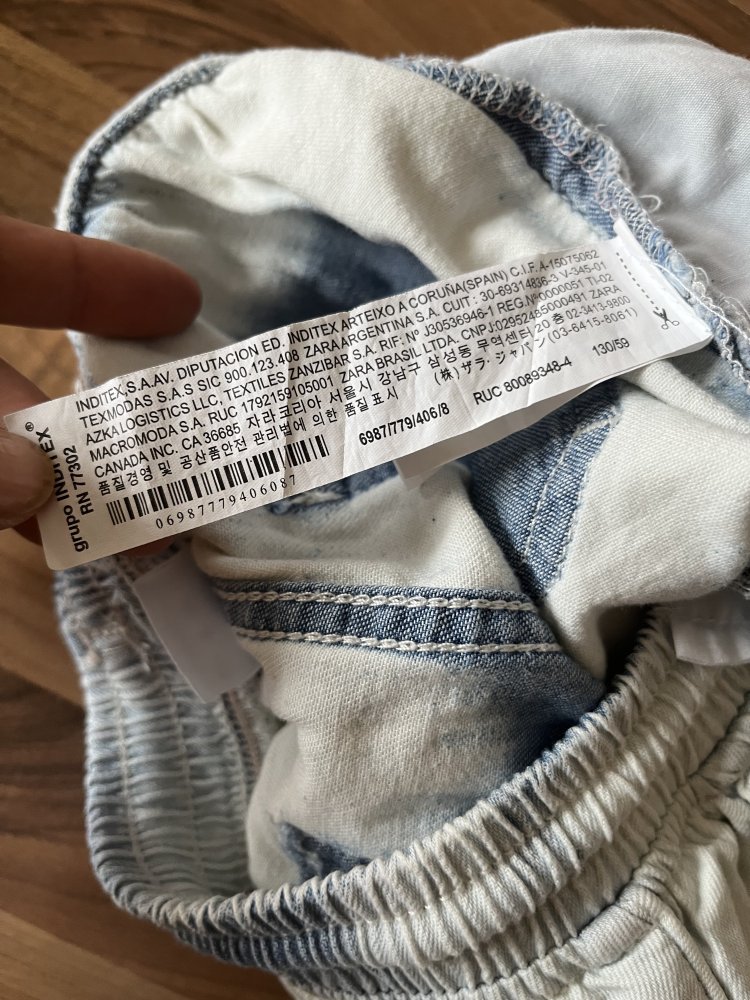 INDITEX.S.A.AV. DIPUTACION ED. INDITEX ARTEIXO A CORUÑA(SPAIN) C.I.F. A-15075062
TEXMODAS S.A.S SIC 900.123.408 ZARA ARGENTINA S.A. CUIT : 30-69314836-3 V-345-01
AZKA LOGISTICS LLC, TEXTILES ZANZIBAR S.A. RIF: Nº J30536946-1 REG.Nº0000051 TI-02
MACROMODA S.A. RUC 1792159105001 ZARA BRASIL LTDA. CNPJ:02952485000491 ZARA
CANADA INC. CA 36685 자라코리아 서울시 강남구 삼성동 무역센터 20 층 02-3413-9800
품질경영 및 공산품안전 관리법에 의한 품질표시 (株)ザラ・ジャパン(03-6415-8061)
6987/779/406/8 RUC 80089348-4 130/59
06987779406087
grupo INDITEX®
RN 77302